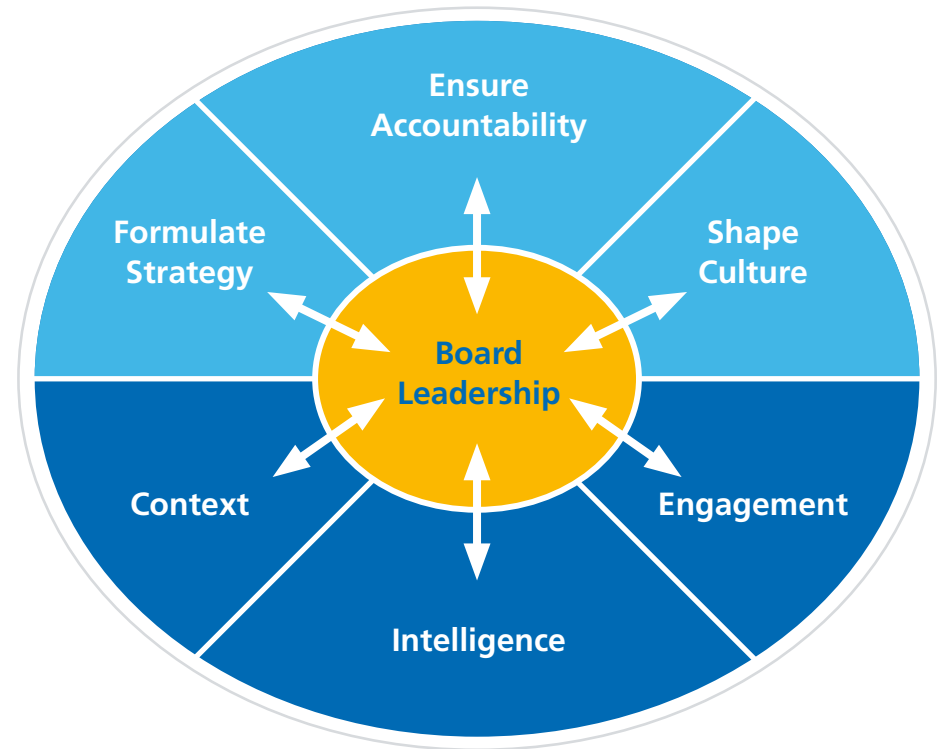 Ensure
Accountability
Formulate
Strategy
Shape
Culture
Board
Leadership
Context
Engagement
Intelligence